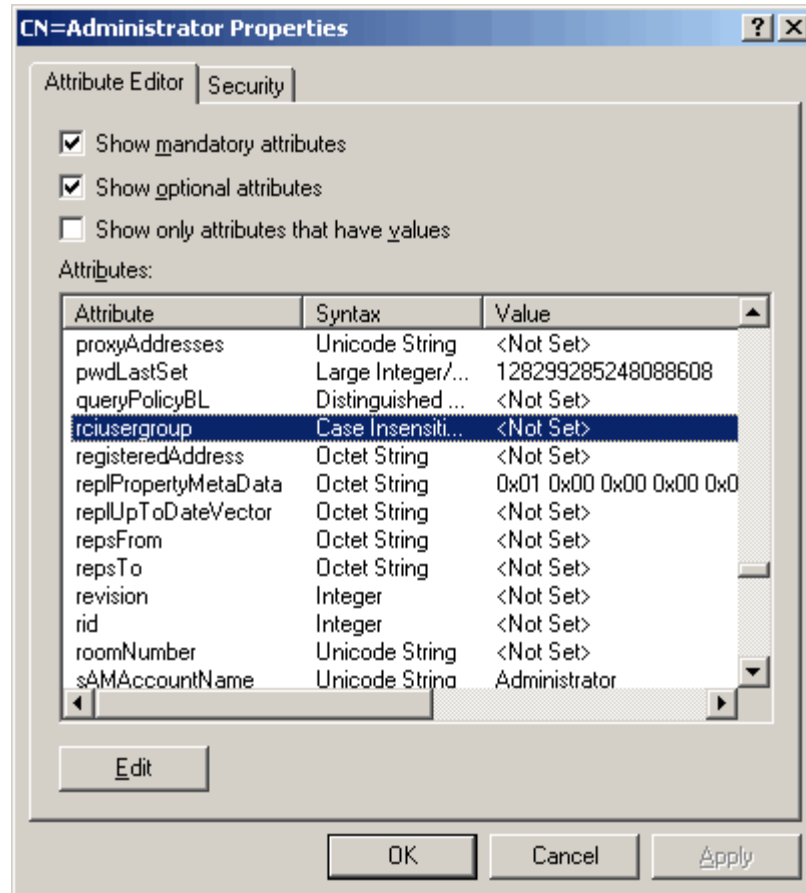 CN=Administrator Properties
Attribute Editor Security
Show mandatory attributes
Show optional attributes
Show only attributes that have values
Attributes:
Attribute Syntax Value
proxyAddresses Unicode String <Not Set>
pwdLastSet Large Integer/... 128299285248088608
queryPolicyBL Distinguished ... <Not Set>
rciusergroup Case Insensiti... <Not Set>
registeredAddress Octet String <Not Set>
replPropertyMetaData Octet String 0x01 0x00 0x00 0x00 0x0
replUpToDateVector Octet String <Not Set>
repsFrom Octet String <Not Set>
repsTo Octet String <Not Set>
revision Integer <Not Set>
rid Integer <Not Set>
roomNumber Unicode String <Not Set>
sAMAccountName Unicode String Administrator
Edit
OK Cancel Apply